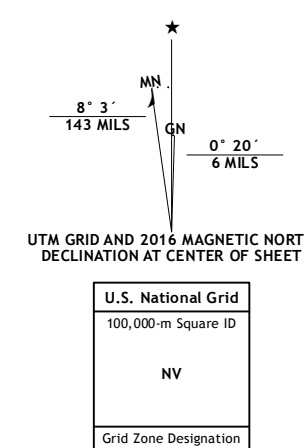 ★
MN
8° 3´
143 MILS
GN
0° 20´
6 MILS
UTM GRID AND 2016 MAGNETIC NORT
DECLINATION AT CENTER OF SHEET
U.S. National Grid
100,000-m Square ID
NV
Grid Zone Designation